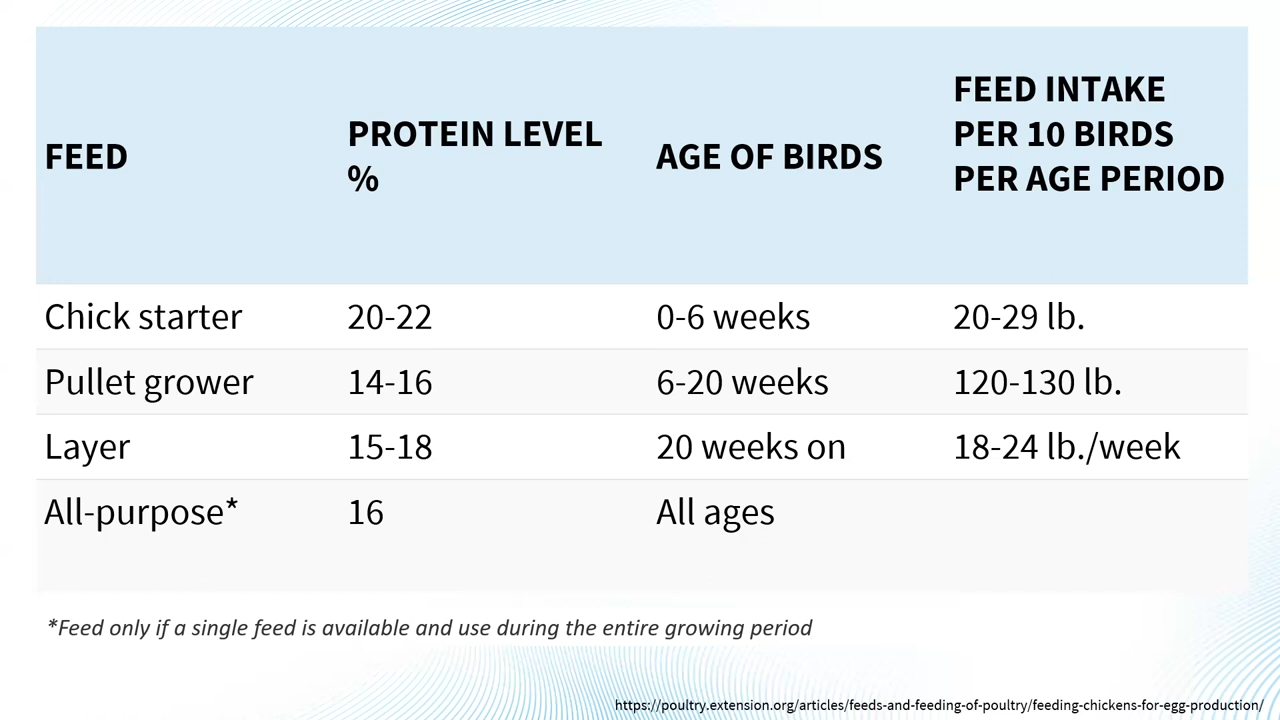 FEED PROTEIN LEVEL % AGE OF BIRDS FEED INTAKE PER 10 BIRDS PER AGE PERIOD
Chick starter 20-22 0-6 weeks 20-29 lb.
Pullet grower 14-16 6-20 weeks 120-130 lb.
Layer 15-18 20 weeks on 18-24 lb./week
All-purpose* 16 All ages
*Feed only if a single feed is available and use during the entire growing period
https://poultry.extension.org/articles/feeds-and-feeding-of-poultry/feeding-chickens-for-egg-production/